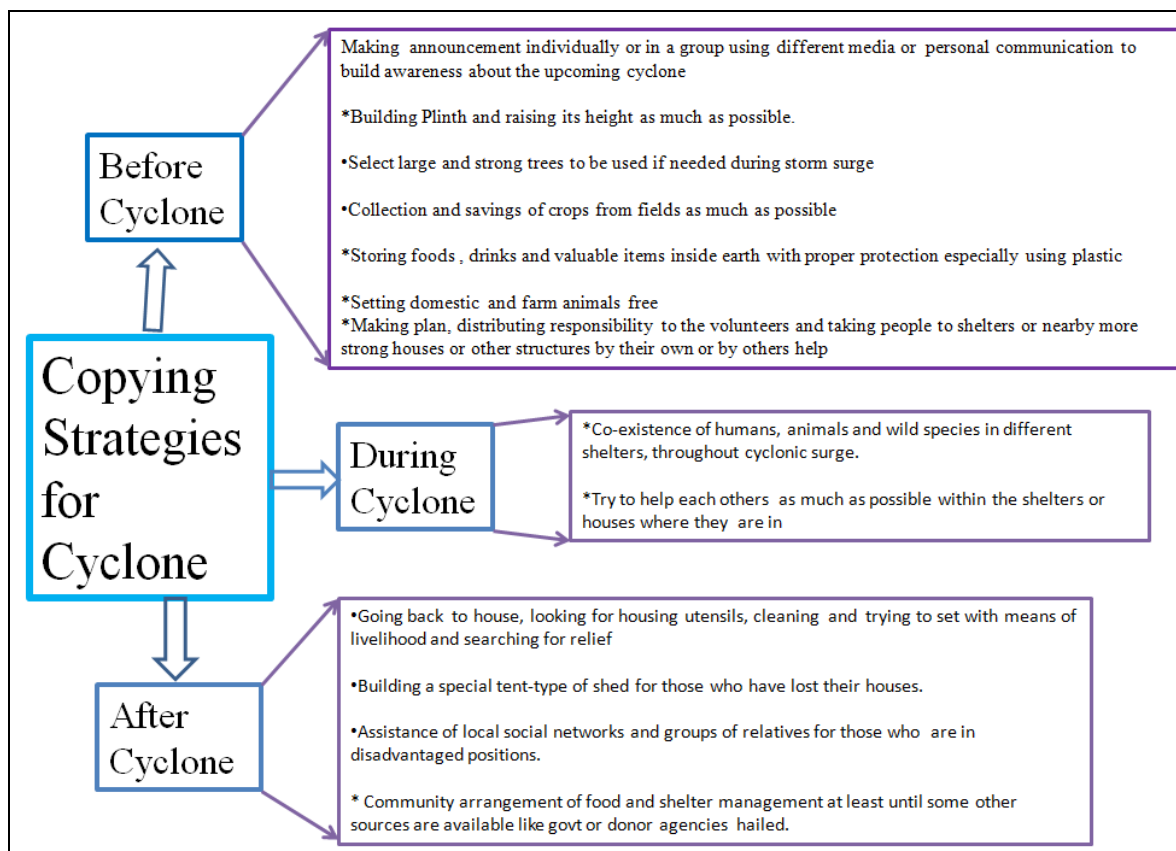 Making announcement individually or in a group using different media or personal communication to
build awareness about the upcoming cyclone
*Building Plinth and raising its height as much as possible.
•Select large and strong trees to be used if needed during storm surge
•Collection and savings of crops from fields as much as possible
*Storing foods , drinks and valuable items inside earth with proper protection especially using plastic
*Setting domestic and farm animals free
*Making plan, distributing responsibility to the volunteers and taking people to shelters or nearby more
strong houses or other structures by their own or by others help
Before
Cyclone
Copying
Strategies
for
Cyclone
During
Cyclone
*Co-existence of humans, animals and wild species in different
shelters, throughout cyclonic surge.
*Try to help each others as much as possible within the shelters or
houses where they are in
After
Cyclone
•Going back to house, looking for housing utensils, cleaning and trying to set with means of
livelihood and searching for relief
•Building a special tent-type of shed for those who have lost their houses.
•Assistance of local social networks and groups of relatives for those who are in
disadvantaged positions.
* Community arrangement of food and shelter management at least until some other
sources are available like govt or donor agencies hailed.